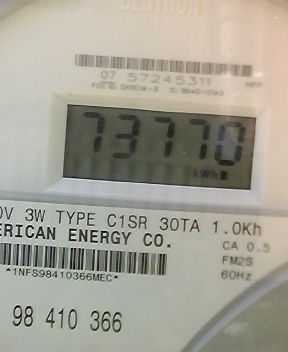 CENTRON
07 57245311
73770
kWh
0V 3W TYPE C1SR 30TA 1.0Kh
ERICAN ENERGY CO.
CA 0.5
FM2S
*1NFS98410366MEC*
60Hz
98 410 366